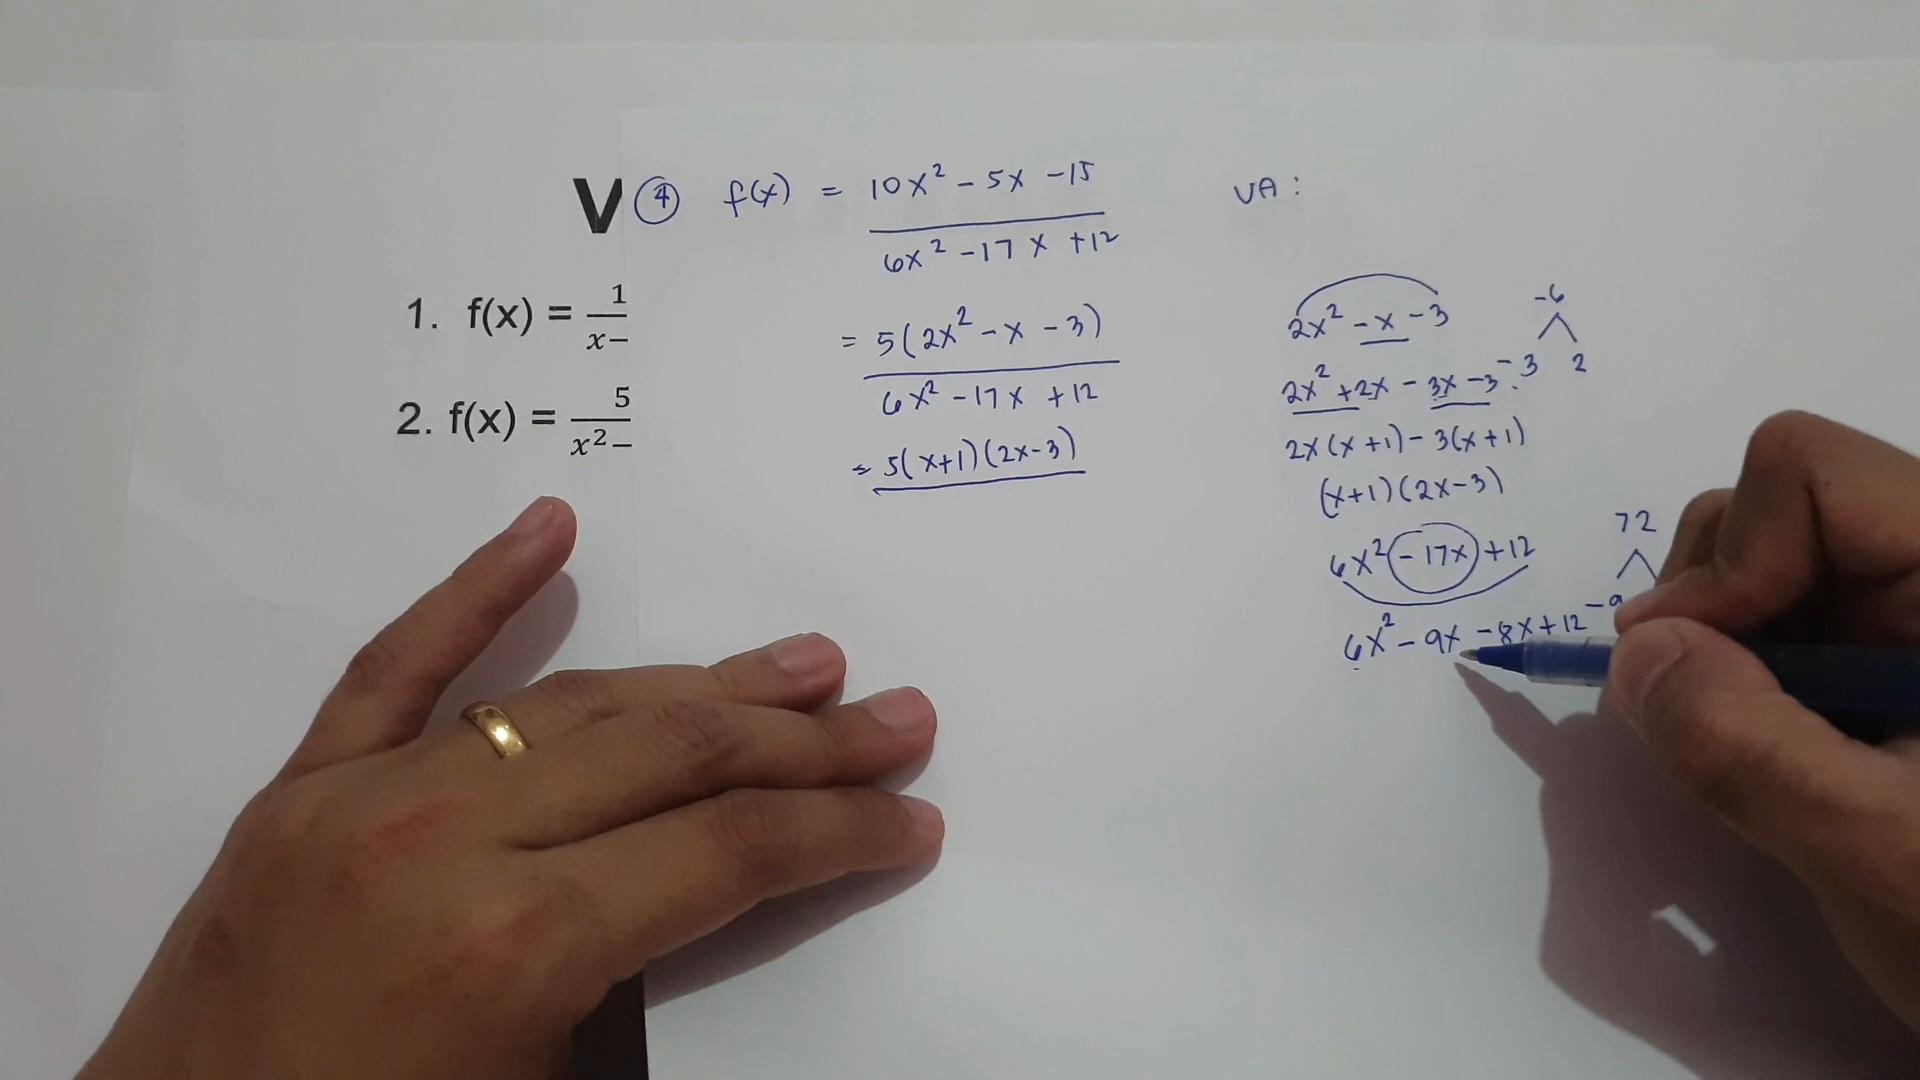 V
1. f(x) = 1/x−
2. f(x) = 5/x²−
④ f(x) = 10x² - 5x - 15
6x² - 17x + 12
= 5(2x² - x - 3)
6x² - 17x + 12
= 5(x+1)(2x-3)
VA :
2x² - x - 3
-6
-3 2
2x² + 2x - 3x - 3
2x(x+1) - 3(x+1)
(x+1)(2x-3)
6x² - 17x + 12
72
-9
6x² - 9x - 8x + 12